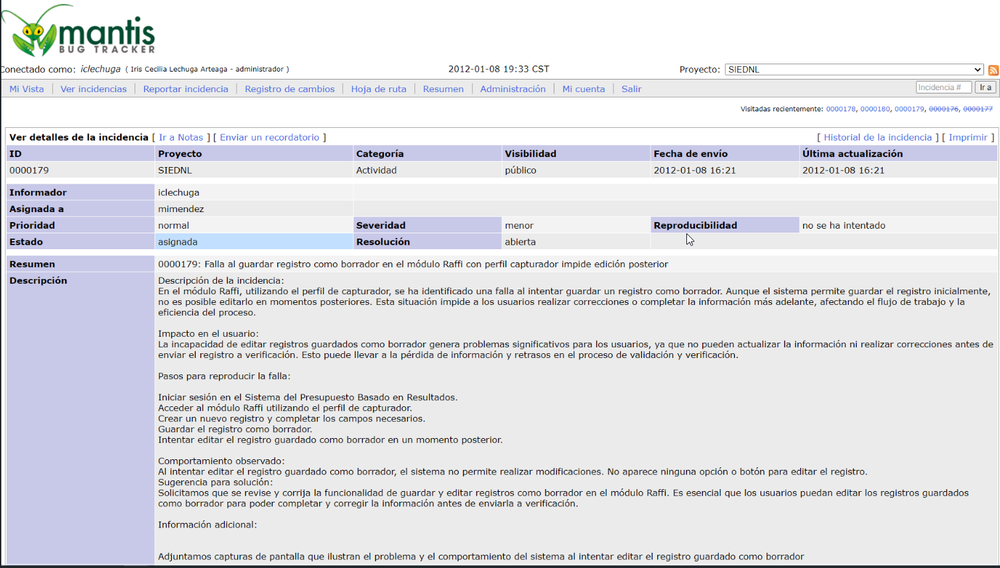 mantis
BUG TRACKER
Conectado como: iclechuga ( Iris Cecilia Lechuga Arteaga - administrador )
2012-01-08 19:33 CST
Proyecto: SIEDNL
Mi Vista | Ver incidencias | Reportar incidencia | Registro de cambios | Hoja de ruta | Resumen | Administración | Mi cuenta | Salir
Incidencia # Ir a
Visitadas recientemente: 0000178, 0000180, 0000179, 0000176, 0000177
Ver detalles de la incidencia [ Ir a Notas ] [ Enviar un recordatorio ]
[ Historial de la incidencia ] [ Imprimir ]
ID Proyecto Categoría Visibilidad Fecha de envío Última actualización
0000179 SIEDNL Actividad público 2012-01-08 16:21 2012-01-08 16:21
Informador iclechuga
Asignada a mimendez
Prioridad normal Severidad menor Reproducibilidad no se ha intentado
Estado asignada Resolución abierta
Resumen 0000179: Falla al guardar registro como borrador en el módulo Raffi con perfil capturador impide edición posterior
Descripción Descripción de la incidencia:
En el módulo Raffi, utilizando el perfil de capturador, se ha identificado una falla al intentar guardar un registro como borrador. Aunque el sistema permite guardar el registro inicialmente,
no es posible editarlo en momentos posteriores. Esta situación impide a los usuarios realizar correcciones o completar la información más adelante, afectando el flujo de trabajo y la
eficiencia del proceso.
Impacto en el usuario:
La incapacidad de editar registros guardados como borrador genera problemas significativos para los usuarios, ya que no pueden actualizar la información ni realizar correcciones antes de
enviar el registro a verificación. Esto puede llevar a la pérdida de información y retrasos en el proceso de validación y verificación.
Pasos para reproducir la falla:
Iniciar sesión en el Sistema del Presupuesto Basado en Resultados.
Acceder al módulo Raffi utilizando el perfil de capturador.
Crear un nuevo registro y completar los campos necesarios.
Guardar el registro como borrador.
Intentar editar el registro guardado como borrador en un momento posterior.
Comportamiento observado:
Al intentar editar el registro guardado como borrador, el sistema no permite realizar modificaciones. No aparece ninguna opción o botón para editar el registro.
Sugerencia para solución:
Solicitamos que se revise y corrija la funcionalidad de guardar y editar registros como borrador en el módulo Raffi. Es esencial que los usuarios puedan editar los registros guardados
como borrador para poder completar y corregir la información antes de enviarla a verificación.
Información adicional:
Adjuntamos capturas de pantalla que ilustran el problema y el comportamiento del sistema al intentar editar el registro guardado como borrador